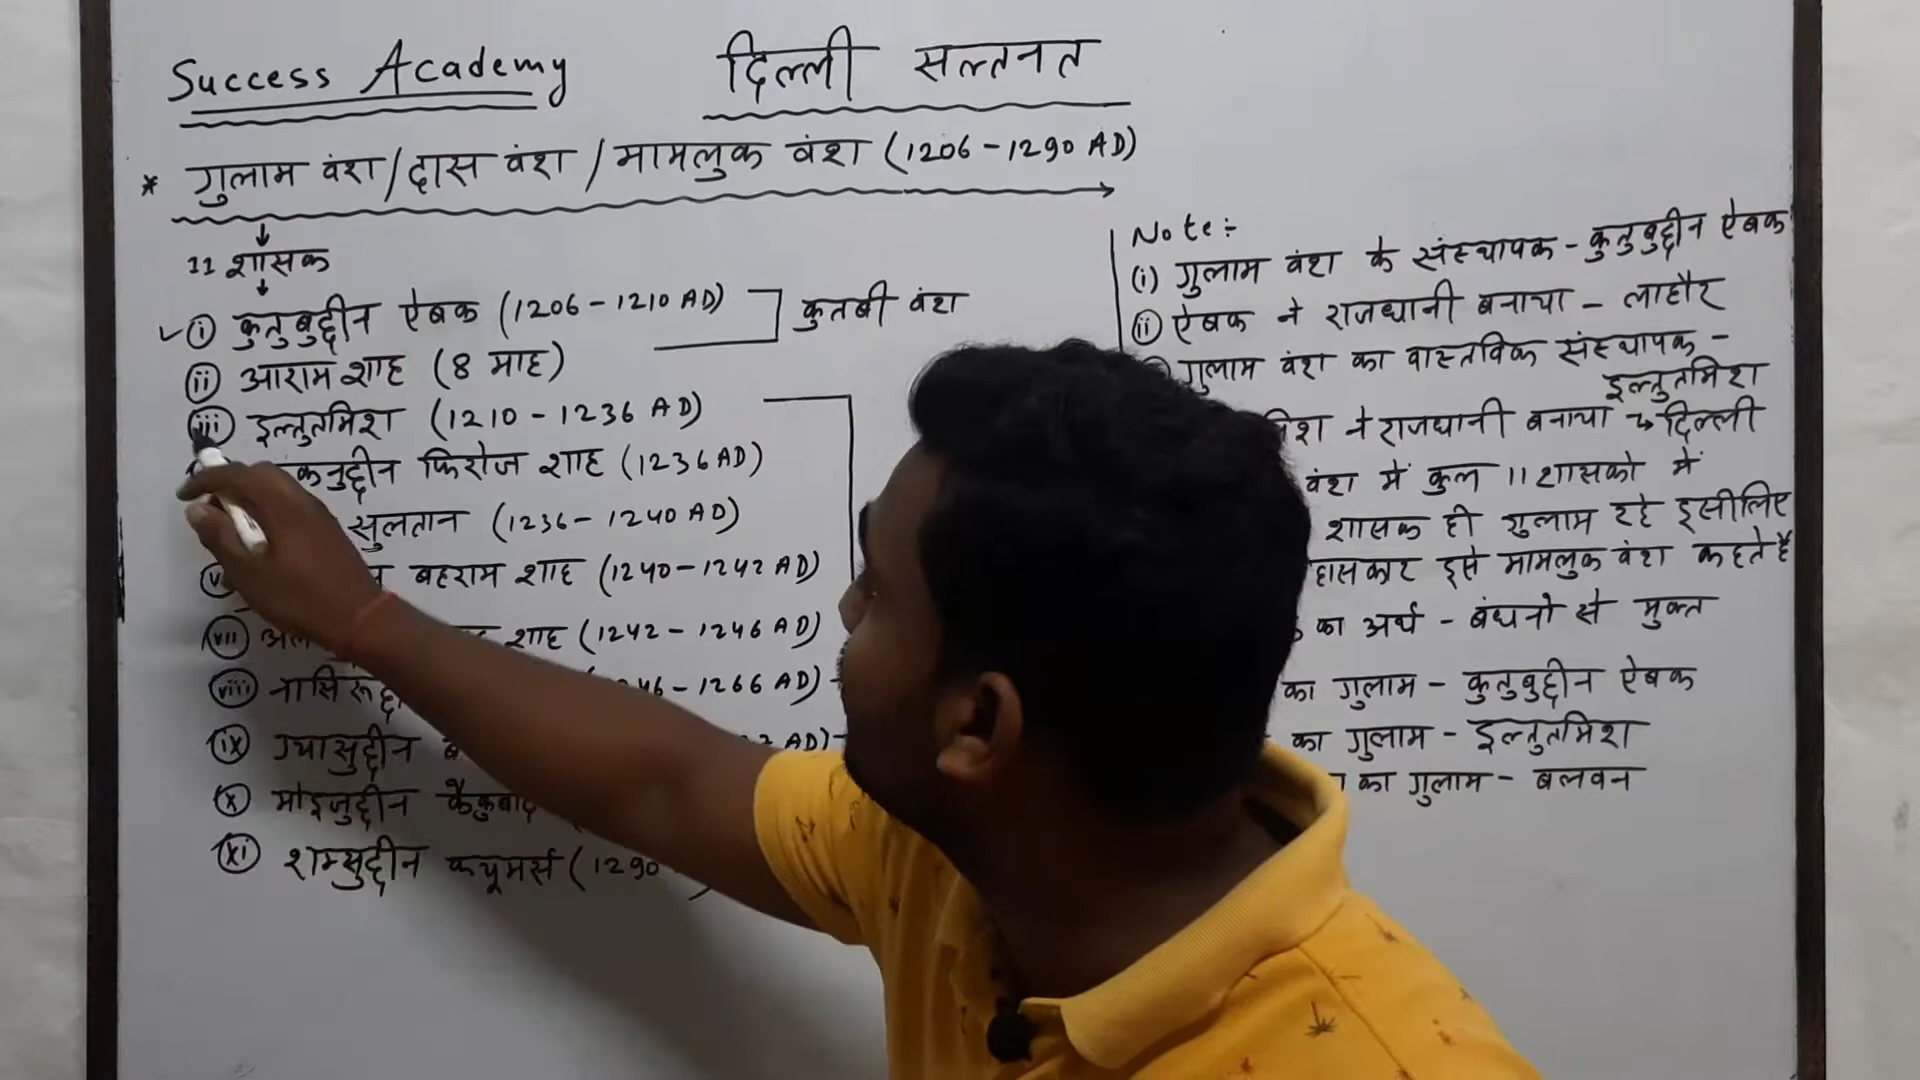 Success Academy दिल्ली सल्तनत
* गुलाम वंश/दास वंश/मामलुक वंश (1206-1290 AD)
11 शासक
(i) कुतुबुद्दीन ऐबक (1206-1210 AD)
कुतबी वंश
(ii) आराम शाह (8 माह)
(iii) इल्तुतमिश (1210-1236 AD)
फिरोज शाह (1236 AD)
सुलतान (1236-1240 AD)
बहराम शाह (1240-1242 AD)
(vii) शाह (1242-1246 AD)
(viii) 1266 AD)
(ix) ग्यासुद्दीन AD)
(x) मोइजुद्दीन कैकुबाद
(xi) शम्सुद्दीन क्यूमर्स (1290
Note:-
(i) गुलाम वंश के संस्थापक - कुतुबुद्दीन ऐबक
(ii) ऐबक ने राजधानी बनाया - लाहौर
गुलाम वंश का वास्तविक संस्थापक -
इल्तुतमिश
ने राजधानी बनाया → दिल्ली
वंश में कुल 11 शासको में
शासक ही गुलाम रहे इसीलिए
इसे मामलुक वंश कहते है
का अर्थ - बंधनो से मुक्त
का गुलाम - कुतुबुद्दीन ऐबक
का गुलाम - इल्तुतमिश
का गुलाम - बलवन